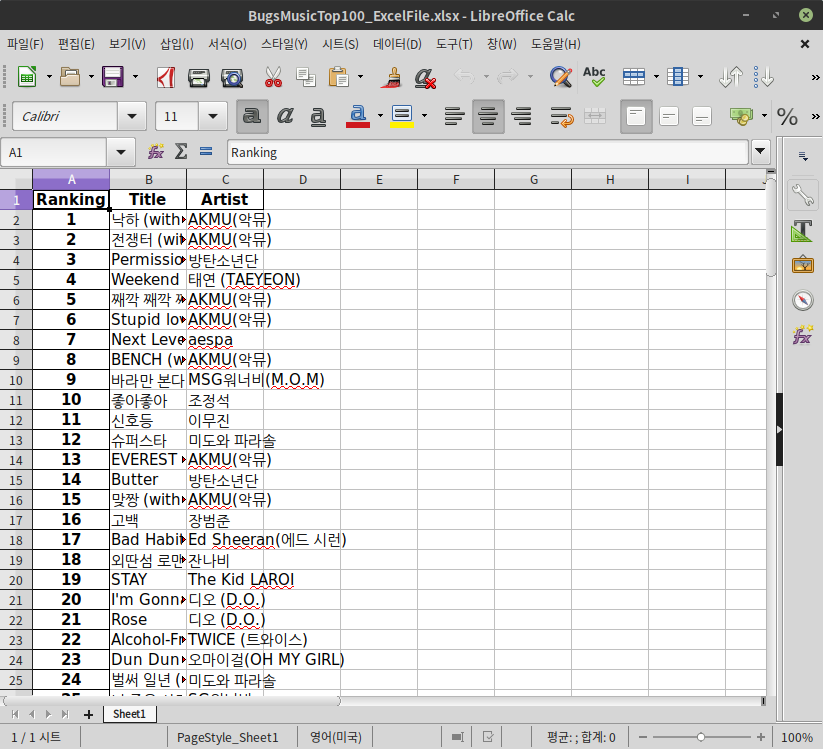 BugsMusicTop100_ExcelFile.xlsx - LibreOffice Calc
파일(F) 편집(E) 보기(V) 삽입(I) 서식(O) 스타일(Y) 시트(S) 데이터(D) 도구(T) 창(W) 도움말(H)
Abc
Calibri 11 a a a a %
A1 fx Σ = Ranking
A B C D E F G H I
1 Ranking Title Artist
2 1 낙하 (with AKMU(악뮤)
3 2 전쟁터 (wi AKMU(악뮤)
4 3 Permissio 방탄소년단
5 4 Weekend 태연 (TAEYEON)
6 5 째깍 째깍 AKMU(악뮤)
7 6 Stupid lo AKMU(악뮤)
8 7 Next Leve aespa
9 8 BENCH (w AKMU(악뮤)
10 9 바라만 본다 MSG워너비(M.O.M)
11 10 좋아좋아 조정석
12 11 신호등 이무진
13 12 슈퍼스타 미도와 파라솔
14 13 EVEREST AKMU(악뮤)
15 14 Butter 방탄소년단
16 15 맞짱 (with AKMU(악뮤)
17 16 고백 장범준
18 17 Bad Habi Ed Sheeran(에드 시런)
19 18 외딴섬 로맨 잔나비
20 19 STAY The Kid LAROI
21 20 I'm Gonn 디오 (D.O.)
22 21 Rose 디오 (D.O.)
23 22 Alcohol-Fr TWICE (트와이스)
24 23 Dun Dun 오마이걸(OH MY GIRL)
25 24 벌써 일년 ( 미도와 파라솔
Sheet1
1 / 1 시트 PageStyle_Sheet1 영어(미국) 평균: ; 합계: 0 100%